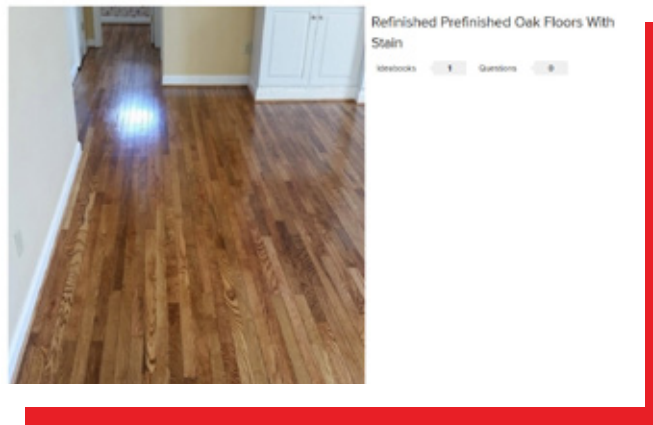 Refinished Prefinished Oak Floors With
Stain
Ideabooks 1 Questions 0